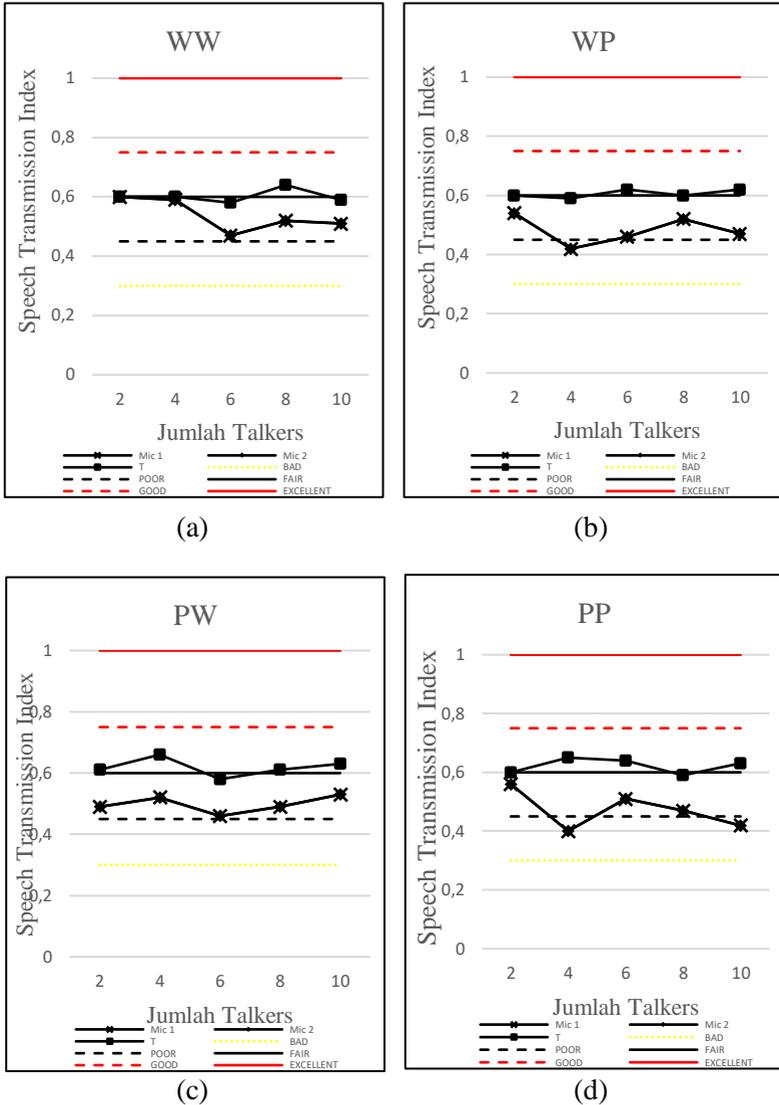 WW
Speech Transmission Index
1
0,8
0,6
0,4
0,2
0
2 4 6 8 10
Jumlah Talkers
Mic 1 Mic 2
T BAD
POOR FAIR
GOOD EXCELLENT
(a)
WP
Speech Transmission Index
1
0,8
0,6
0,4
0,2
0
2 4 6 8 10
Jumlah Talkers
Mic 1 Mic 2
T BAD
POOR FAIR
GOOD EXCELLENT
(b)
PW
Speech Transmission Index
1
0,8
0,6
0,4
0,2
0
2 4 6 8 10
Jumlah Talkers
Mic 1 Mic 2
T BAD
POOR FAIR
GOOD EXCELLENT
(c)
PP
Speech Transmission Index
1
0,8
0,6
0,4
0,2
0
2 4 6 8 10
Jumlah Talkers
Mic 1 Mic 2
T BAD
POOR FAIR
GOOD EXCELLENT
(d)